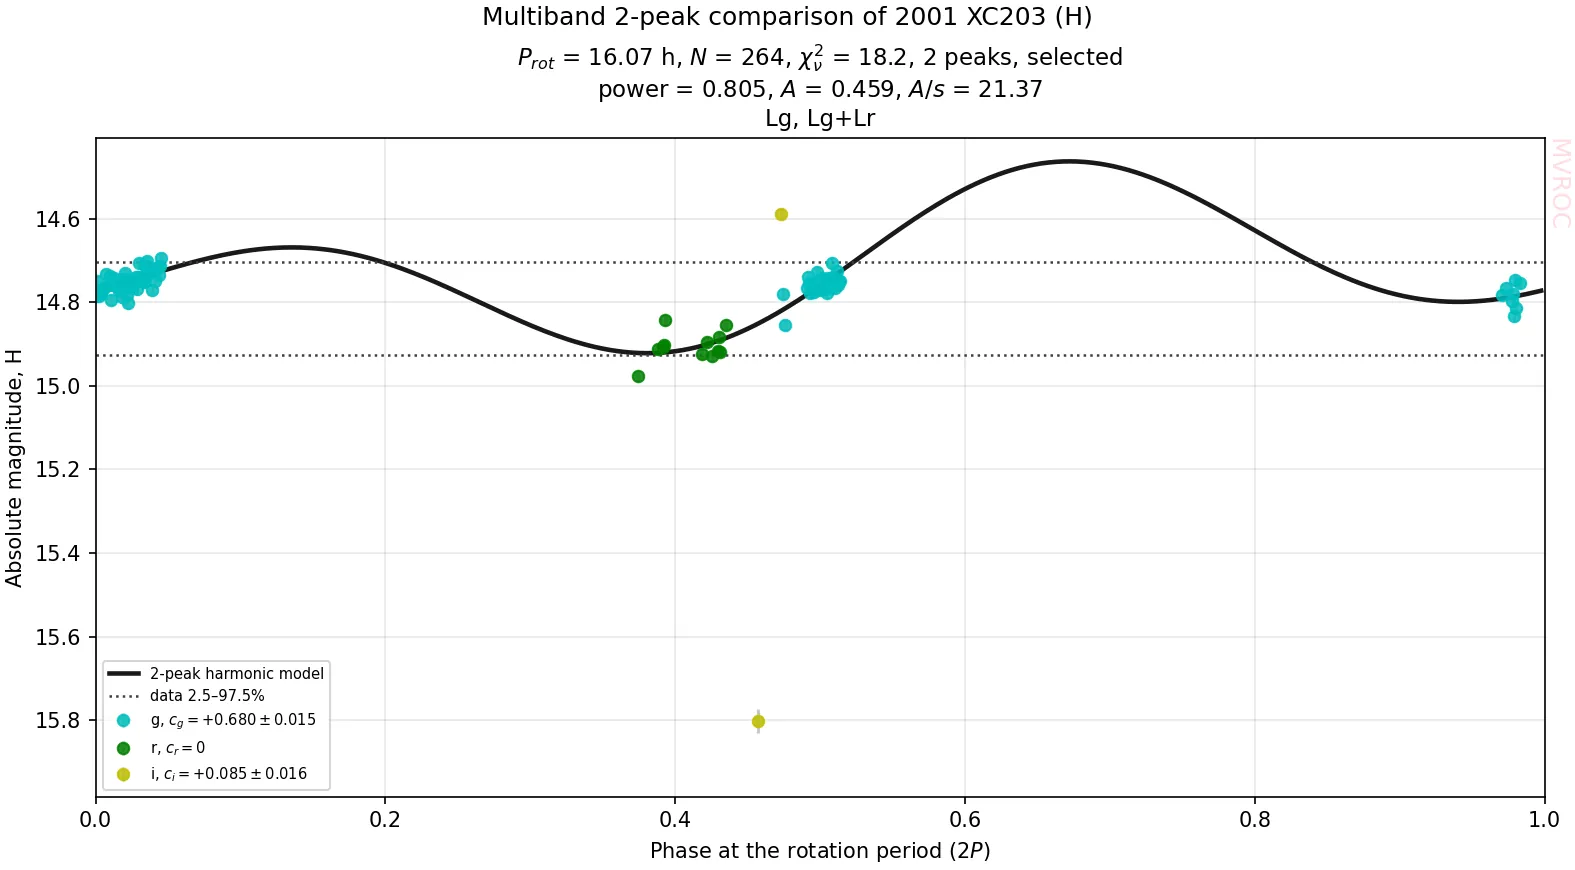 Multiband 2-peak comparison of 2001 XC203 (H)
P_rot = 16.07 h, N = 264, χ²_ν = 18.2, 2 peaks, selected
power = 0.805, A = 0.459, A/s = 21.37
Lg, Lg+Lr
MVROC
Absolute magnitude, H
14.6
14.8
15.0
15.2
15.4
15.6
15.8
2-peak harmonic model
data 2.5–97.5%
g, c_g = +0.680 ± 0.015
r, c_r = 0
i, c_i = +0.085 ± 0.016
0.0 0.2 0.4 0.6 0.8 1.0
Phase at the rotation period (2P)